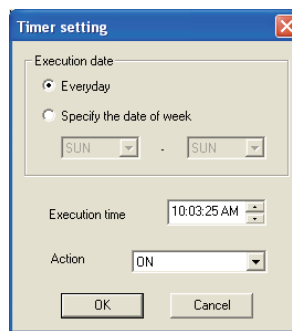 Timer setting
Execution date
Everyday
Specify the date of week
SUN - SUN
Execution time 10:03:25 AM
Action ON
OK Cancel